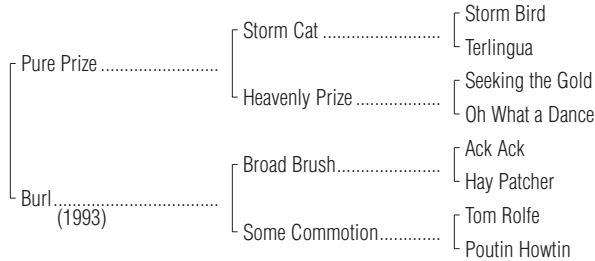 Storm Bird
Storm Cat ........................
Terlingua
Pure Prize ........................
Seeking the Gold
Heavenly Prize .................
Oh What a Dance
Ack Ack
Broad Brush.....................
Hay Patcher
Burl..................................
(1993)
Tom Rolfe
Some Commotion.............
Poutin Howtin